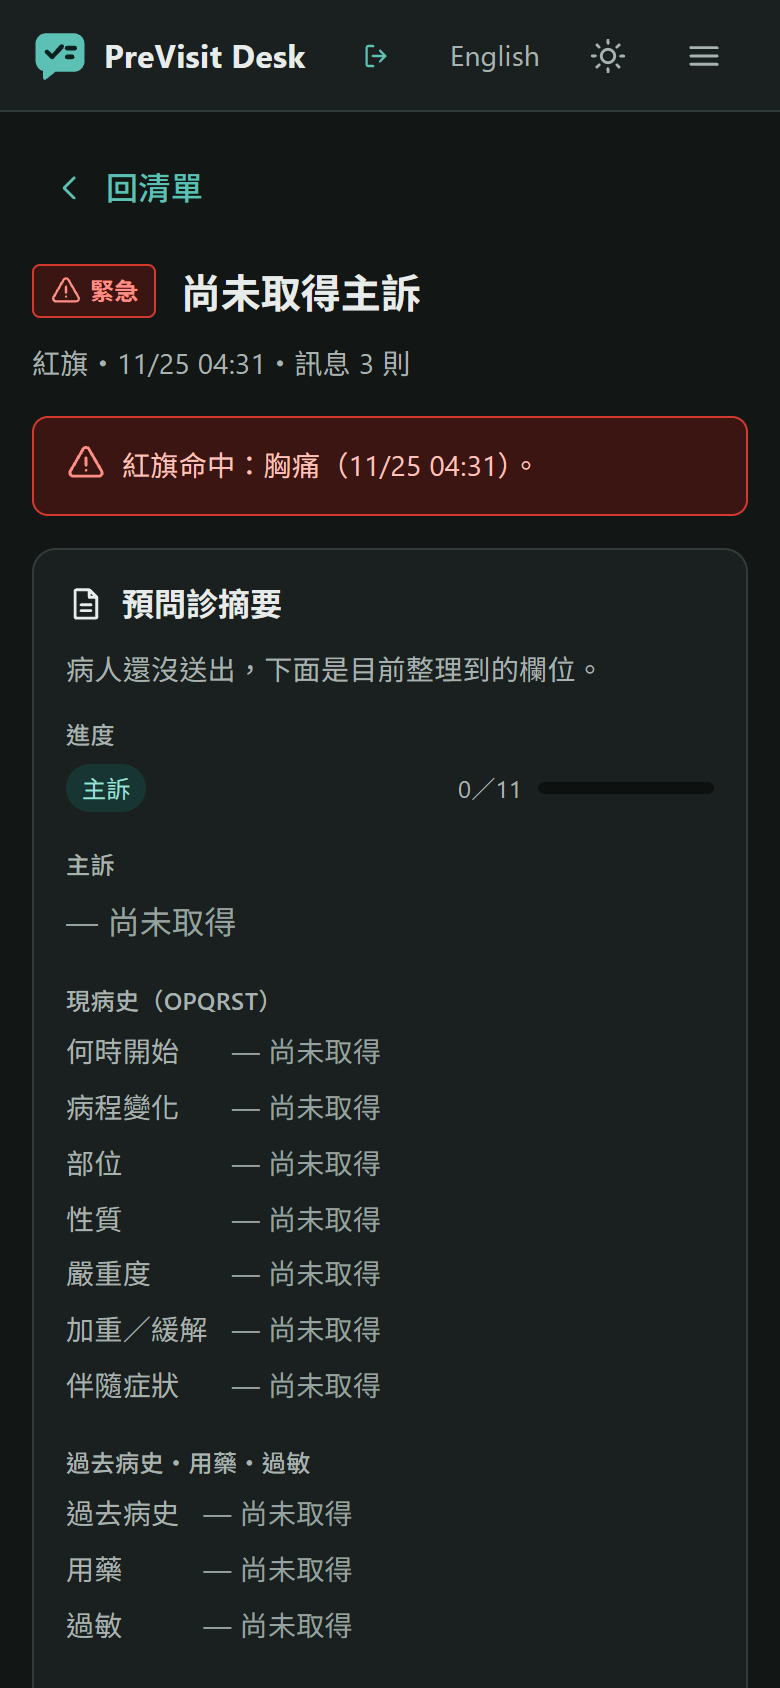 PreVisit Desk English
回清單
緊急 尚未取得主訴
紅旗・11/25 04:31・訊息 3 則
紅旗命中：胸痛（11/25 04:31）。
預問診摘要
病人還沒送出，下面是目前整理到的欄位。
進度
主訴 0／11
主訴
— 尚未取得
現病史（OPQRST）
何時開始 — 尚未取得
病程變化 — 尚未取得
部位 — 尚未取得
性質 — 尚未取得
嚴重度 — 尚未取得
加重／緩解 — 尚未取得
伴隨症狀 — 尚未取得
過去病史・用藥・過敏
過去病史 — 尚未取得
用藥 — 尚未取得
過敏 — 尚未取得